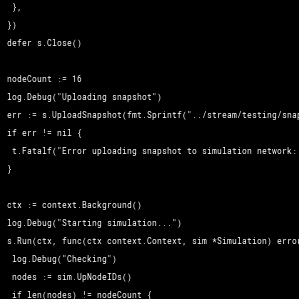 },
})
defer s.Close()
nodeCount := 16
log.Debug("Uploading snapshot")
err := s.UploadSnapshot(fmt.Sprintf("../stream/testing/snap
if err != nil {
t.Fatalf("Error uploading snapshot to simulation network:
}
ctx := context.Background()
log.Debug("Starting simulation...")
s.Run(ctx, func(ctx context.Context, sim *Simulation) error
log.Debug("Checking")
nodes := sim.UpNodeIDs()
if len(nodes) != nodeCount {